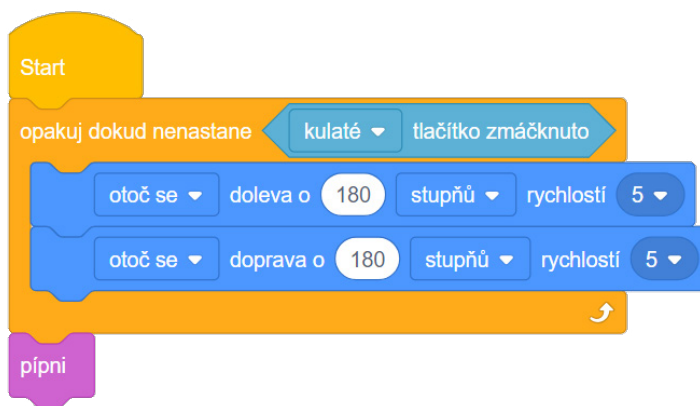 Start
opakuj dokud nenastane kulaté tlačítko zmáčknuto
otoč se doleva o 180 stupňů rychlostí 5
otoč se doprava o 180 stupňů rychlostí 5
pípni